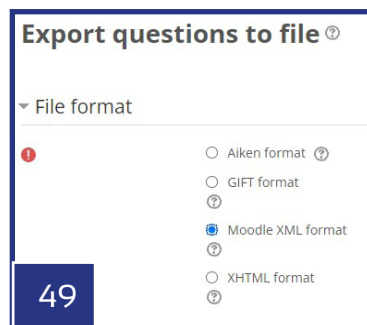 Export questions to file
File format
Aiken format
GIFT format
Moodle XML format
XHTML format
49